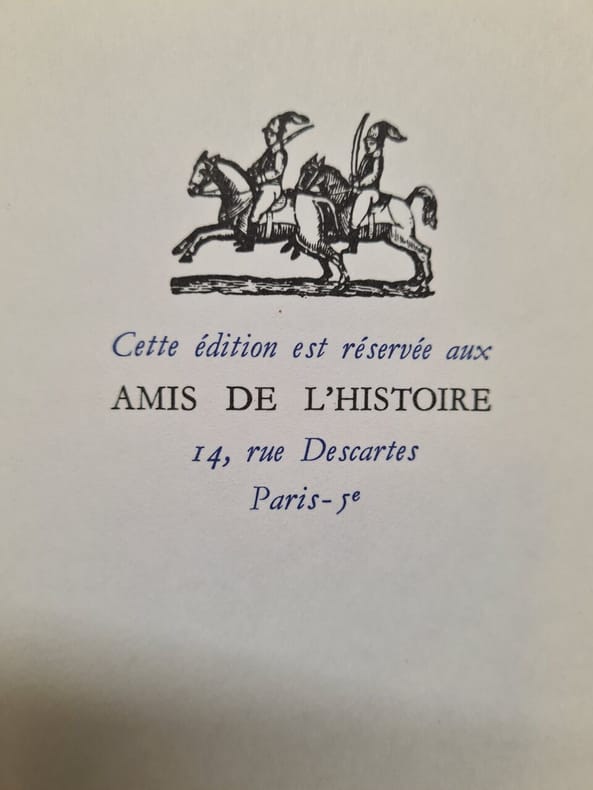 Cette édition est réservée aux
AMIS DE L'HISTOIRE
14, rue Descartes
Paris-5e